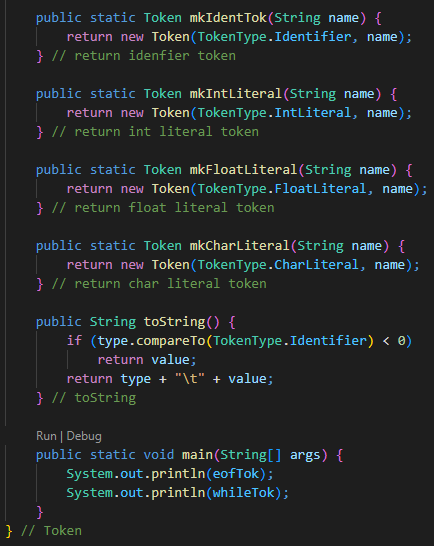 public static Token mkIdentTok(String name) {
return new Token(TokenType.Identifier, name);
} // return idenfier token
public static Token mkIntLiteral(String name) {
return new Token(TokenType.IntLiteral, name);
} // return int literal token
public static Token mkFloatLiteral(String name) {
return new Token(TokenType.FloatLiteral, name);
} // return float literal token
public static Token mkCharLiteral(String name) {
return new Token(TokenType.CharLiteral, name);
} // return char literal token
public String toString() {
if (type.compareTo(TokenType.Identifier) < 0)
return value;
return type + "\t" + value;
} // toString
Run | Debug
public static void main(String[] args) {
System.out.println(eofTok);
System.out.println(whileTok);
}
} // Token